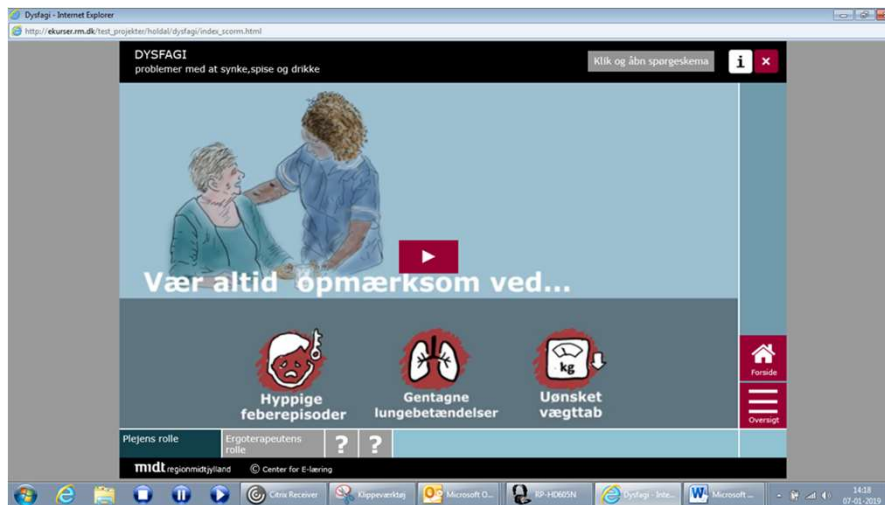 Dysfagi - Internet Explorer
http://ekurser.rm.dk/test_projekter/holdal/dysfagi/index_scorm.html
DYSFAGI
problemer med at synke,spise og drikke
Klik og åbn spørgeskema
i
Vær altid opmærksom ved...
kg
Hyppige
feberepisoder
Gentagne
lungebetændelser
Uønsket
vægttab
Forside
Oversigt
Plejens rolle
Ergoterapeutens
rolle
?
?
midt regionmidtjylland
© Center for E-læring
Citrix Receiver
Klippeværktøj
Microsoft O...
RP-HD605N
Dysfagi - Inte...
Microsoft ...
14:18
07-01-2019